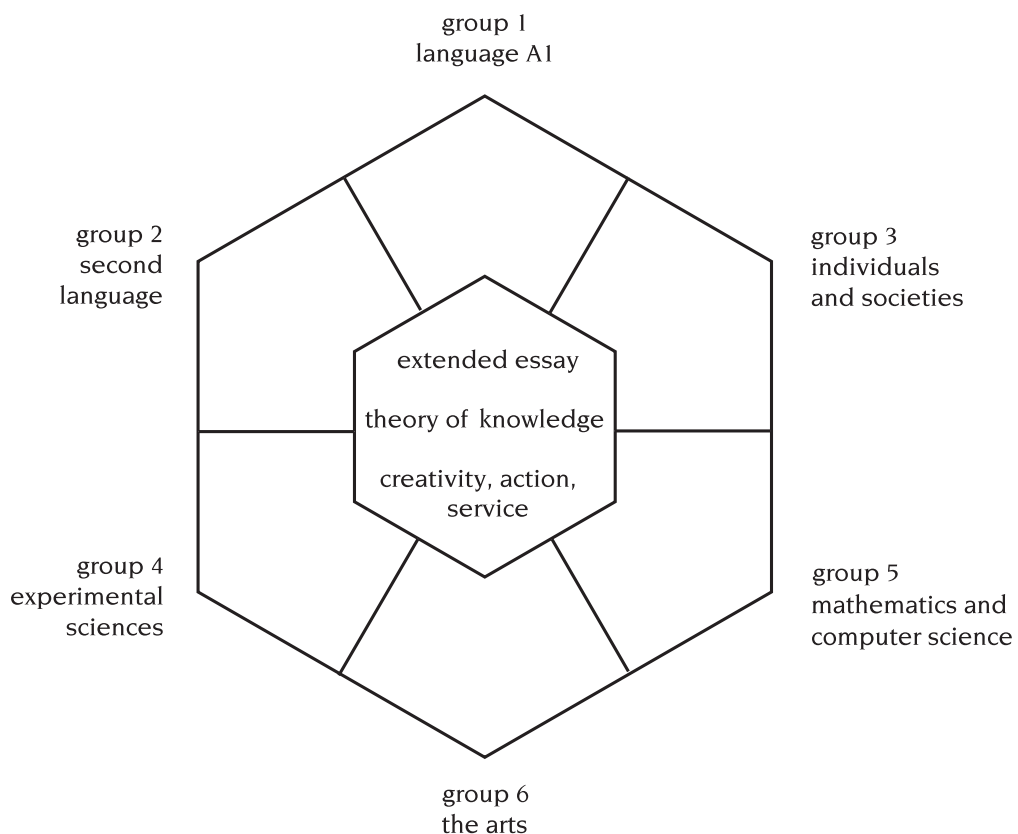 group 1
language A1
group 2
second
language
group 3
individuals
and societies
extended essay
theory of knowledge
creativity, action,
service
group 4
experimental
sciences
group 5
mathematics and
computer science
group 6
the arts